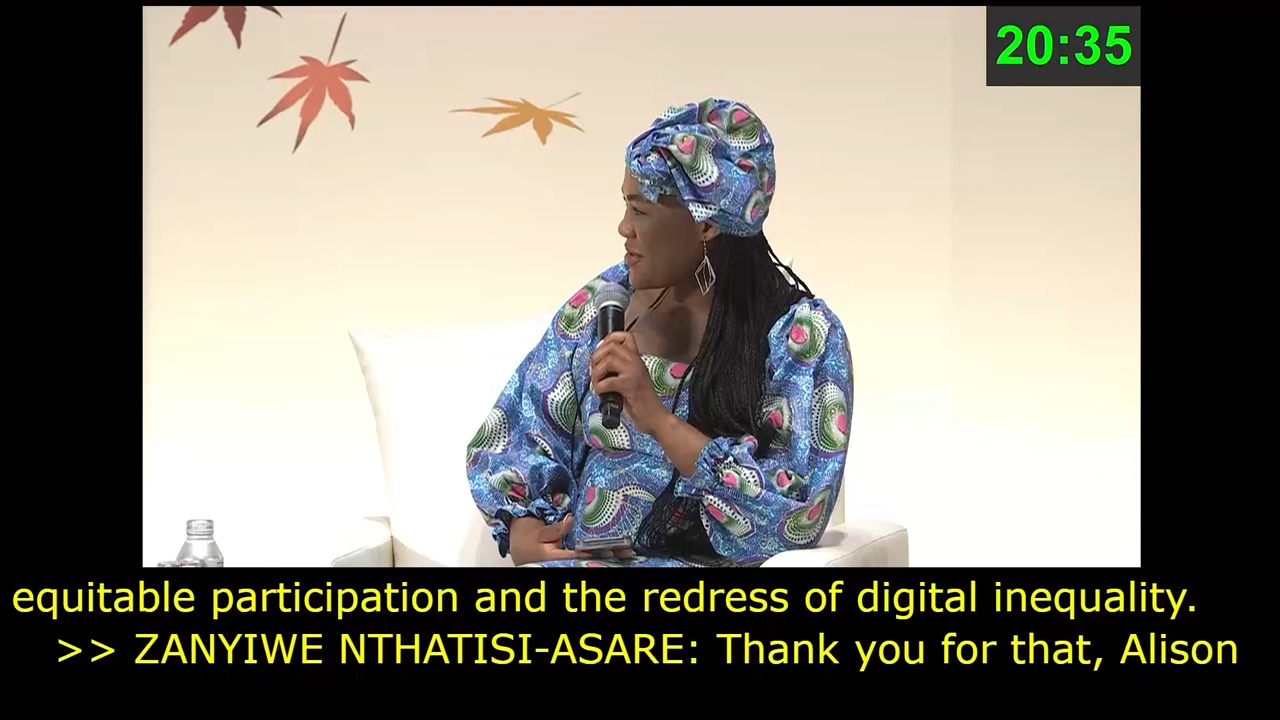 20:35
equitable participation and the redress of digital inequality.
>> ZANYIWE NTHATISI-ASARE: Thank you for that, Alison